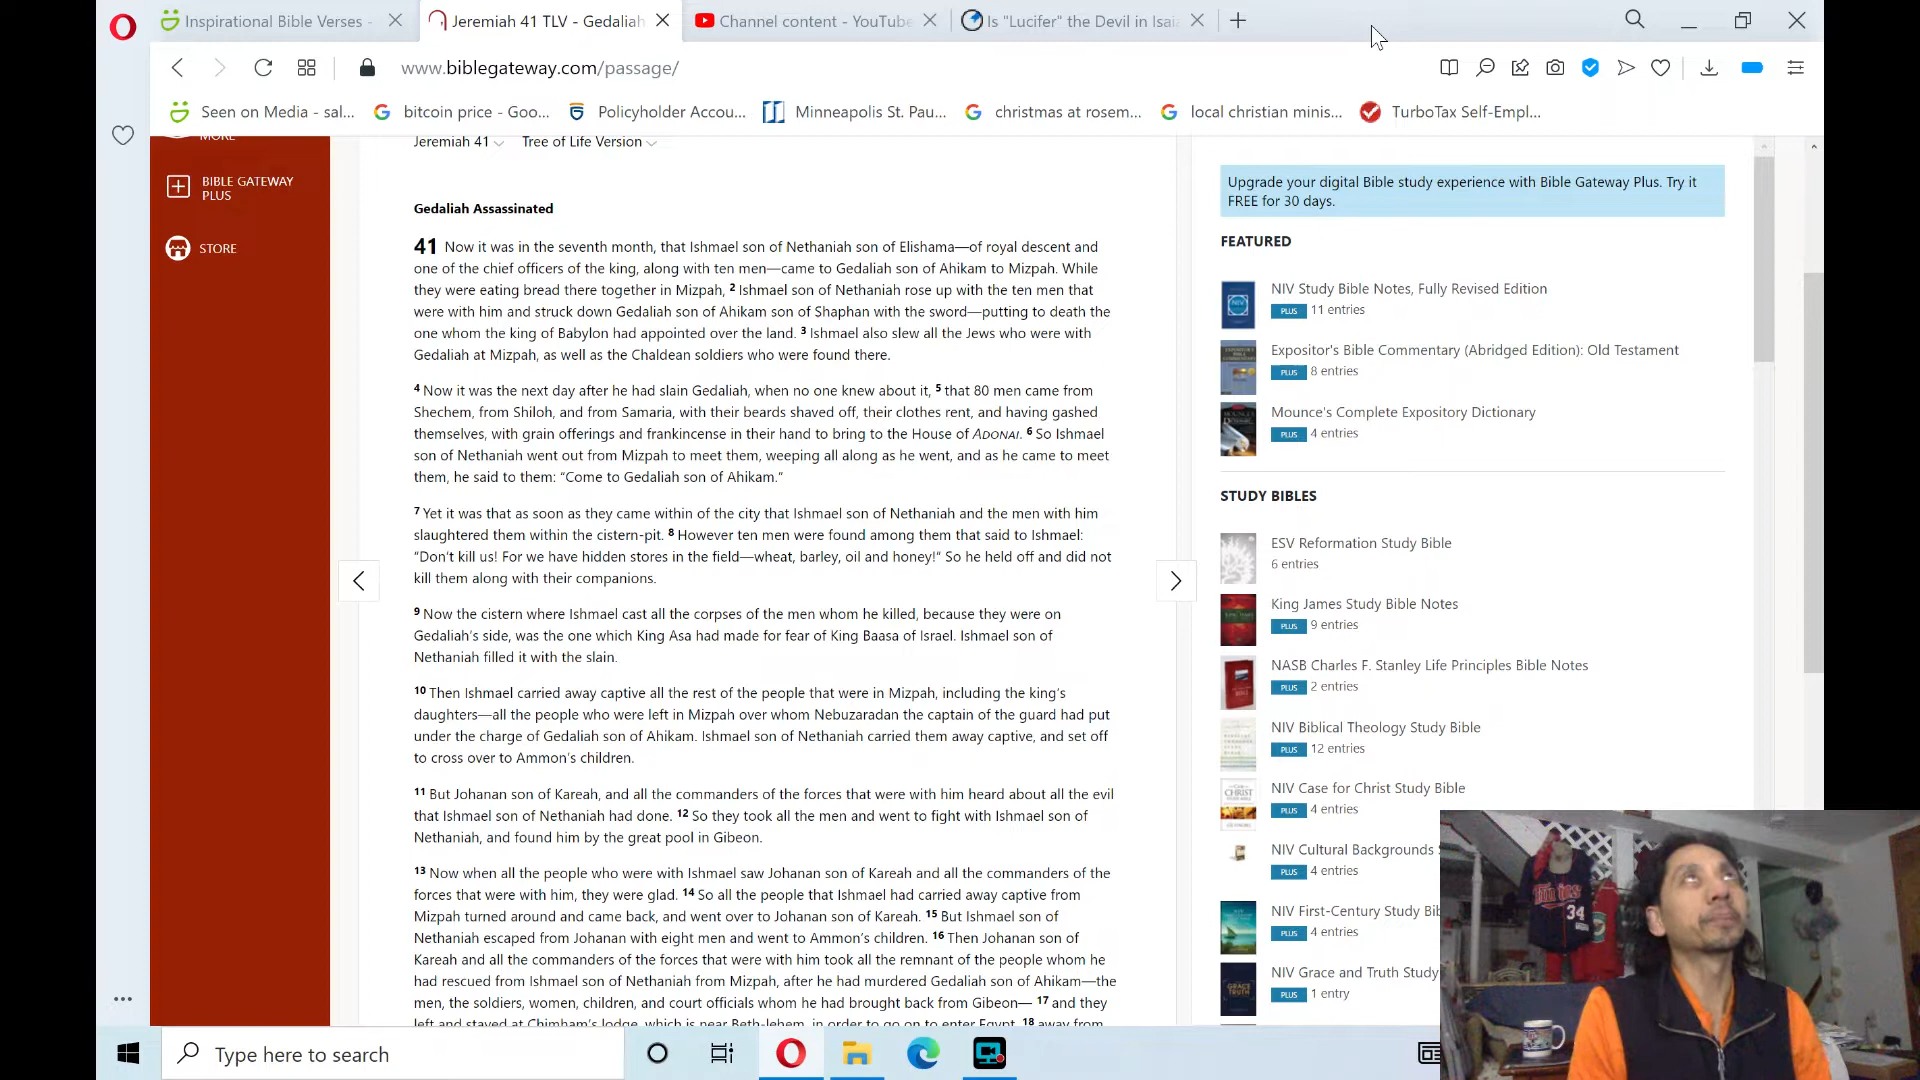 Inspirational Bible Verses -
Jeremiah 41 TLV - Gedaliah
Channel content - YouTube
Is "Lucifer" the Devil in Isai
www.biblegateway.com/passage/
Seen on Media - sal...
bitcoin price - Goo...
Policyholder Accou...
Minneapolis St. Pau...
christmas at rosem...
local christian minis...
TurboTax Self-Empl...
MORE
BIBLE GATEWAY
PLUS
STORE
Jeremiah 41
Tree of Life Version
Gedaliah Assassinated
41 Now it was in the seventh month, that Ishmael son of Nethaniah son of Elishama—of royal descent and
one of the chief officers of the king, along with ten men—came to Gedaliah son of Ahikam to Mizpah. While
they were eating bread there together in Mizpah, 2 Ishmael son of Nethaniah rose up with the ten men that
were with him and struck down Gedaliah son of Ahikam son of Shaphan with the sword—putting to death the
one whom the king of Babylon had appointed over the land. 3 Ishmael also slew all the Jews who were with
Gedaliah at Mizpah, as well as the Chaldean soldiers who were found there.
4 Now it was the next day after he had slain Gedaliah, when no one knew about it, 5 that 80 men came from
Shechem, from Shiloh, and from Samaria, with their beards shaved off, their clothes rent, and having gashed
themselves, with grain offerings and frankincense in their hand to bring to the House of ADONAI. 6 So Ishmael
son of Nethaniah went out from Mizpah to meet them, weeping all along as he went, and as he came to meet
them, he said to them: “Come to Gedaliah son of Ahikam.”
7 Yet it was that as soon as they came within of the city that Ishmael son of Nethaniah and the men with him
slaughtered them within the cistern-pit. 8 However ten men were found among them that said to Ishmael:
“Don’t kill us! For we have hidden stores in the field—wheat, barley, oil and honey!” So he held off and did not
kill them along with their companions.
9 Now the cistern where Ishmael cast all the corpses of the men whom he killed, because they were on
Gedaliah’s side, was the one which King Asa had made for fear of King Baasa of Israel. Ishmael son of
Nethaniah filled it with the slain.
10 Then Ishmael carried away captive all the rest of the people that were in Mizpah, including the king’s
daughters—all the people who were left in Mizpah over whom Nebuzaradan the captain of the guard had put
under the charge of Gedaliah son of Ahikam. Ishmael son of Nethaniah carried them away captive, and set off
to cross over to Ammon’s children.
11 But Johanan son of Kareah, and all the commanders of the forces that were with him heard about all the evil
that Ishmael son of Nethaniah had done. 12 So they took all the men and went to fight with Ishmael son of
Nethaniah, and found him by the great pool in Gibeon.
13 Now when all the people who were with Ishmael saw Johanan son of Kareah and all the commanders of the
forces that were with him, they were glad. 14 So all the people that Ishmael had carried away captive from
Mizpah turned around and came back, and went over to Johanan son of Kareah. 15 But Ishmael son of
Nethaniah escaped from Johanan with eight men and went to Ammon’s children. 16 Then Johanan son of
Kareah and all the commanders of the forces that were with him took all the remnant of the people whom he
had rescued from Ishmael son of Nethaniah from Mizpah, after he had murdered Gedaliah son of Ahikam—the
men, the soldiers, women, children, and court officials whom he had brought back from Gibeon— 17 and they
left and stayed at Chimham’s lodge, which is near Beth-lehem, in order to go on to enter Egypt, 18 away from
Upgrade your digital Bible study experience with Bible Gateway Plus. Try it
FREE for 30 days.
FEATURED
NIV Study Bible Notes, Fully Revised Edition
PLUS 11 entries
Expositor's Bible Commentary (Abridged Edition): Old Testament
PLUS 8 entries
Mounce's Complete Expository Dictionary
PLUS 4 entries
STUDY BIBLES
ESV Reformation Study Bible
6 entries
King James Study Bible Notes
PLUS 9 entries
NASB Charles F. Stanley Life Principles Bible Notes
PLUS 2 entries
NIV Biblical Theology Study Bible
PLUS 12 entries
NIV Case for Christ Study Bible
PLUS 4 entries
NIV Cultural Backgrounds
PLUS 4 entries
NIV First-Century Study Bib
PLUS 4 entries
NIV Grace and Truth Study
PLUS 1 entry
Twins
34
Type here to search